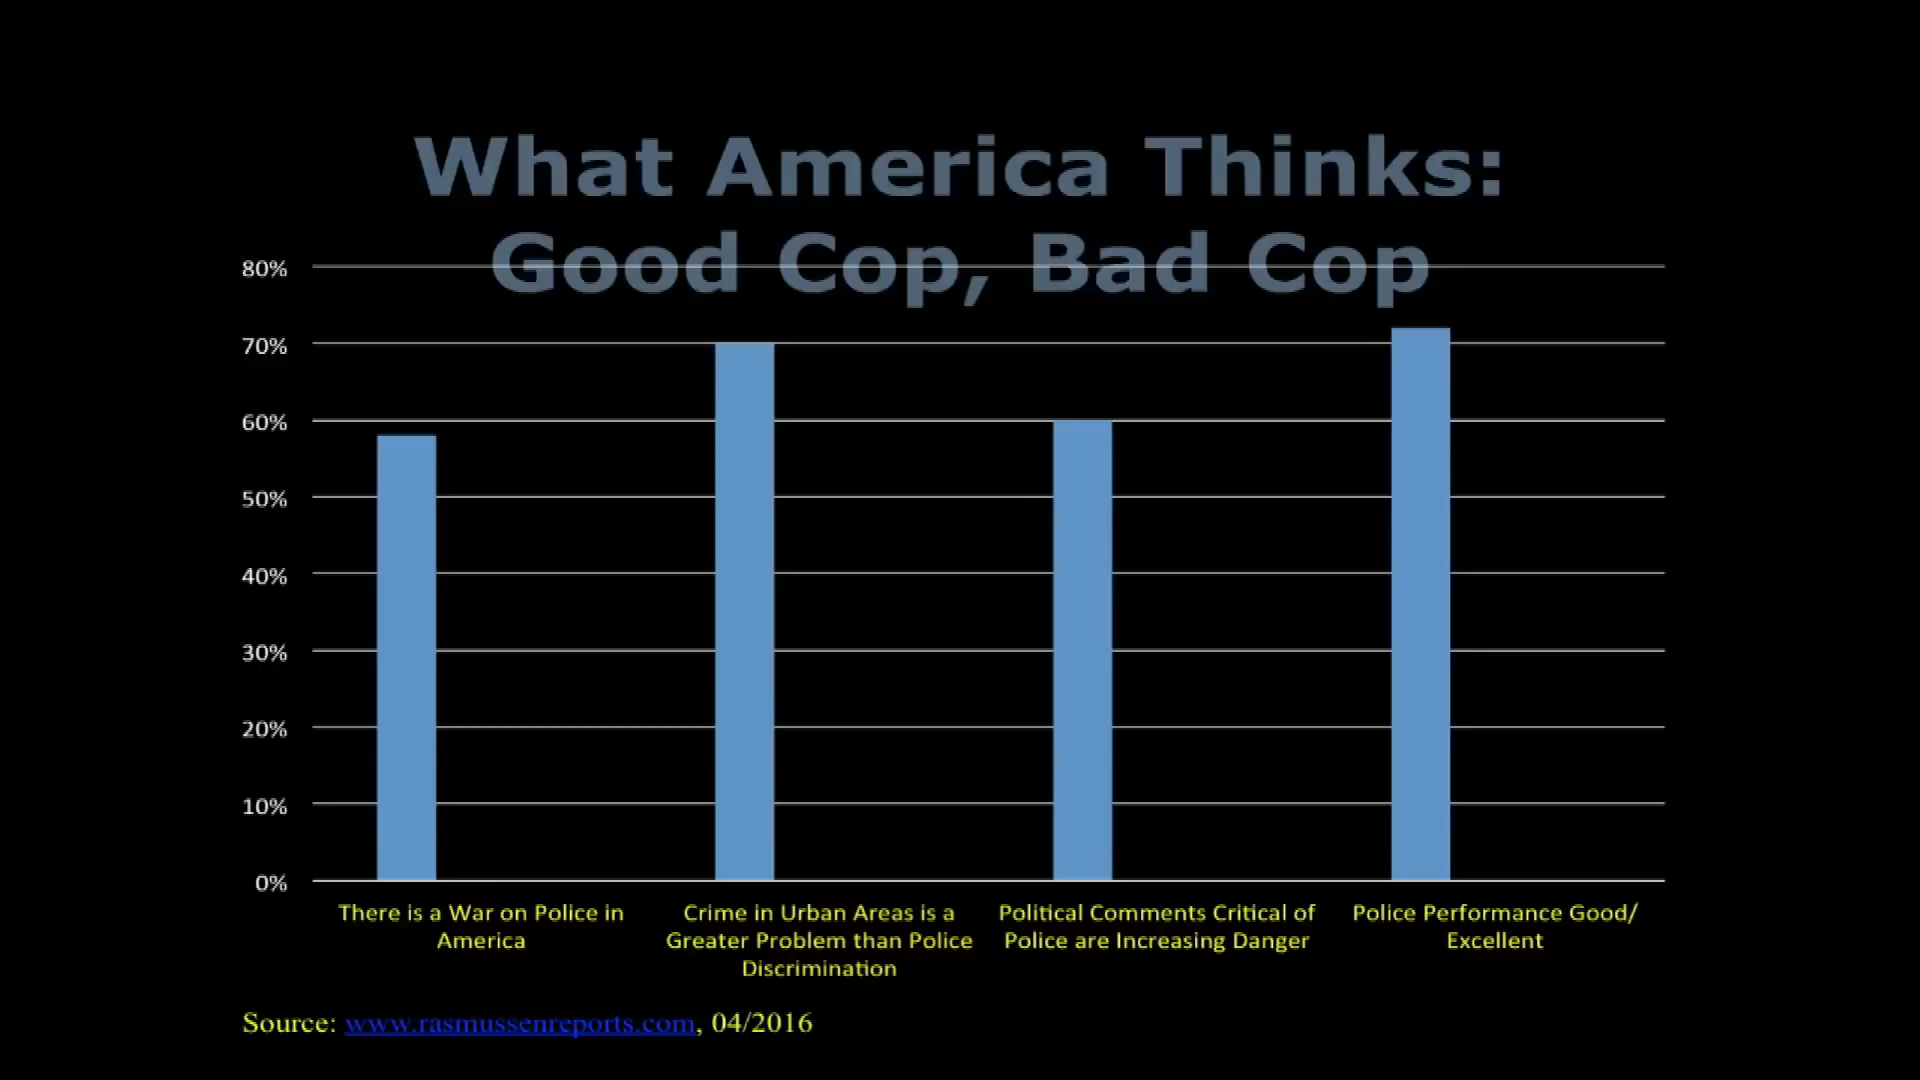 What America Thinks:
Good Cop, Bad Cop
80%
70%
60%
50%
40%
30%
20%
10%
0%
There is a War on Police in
America
Crime in Urban Areas is a
Greater Problem than Police
Discrimination
Political Comments Critical of
Police are Increasing Danger
Police Performance Good/
Excellent
Source: www.rasmussenreports.com, 04/2016